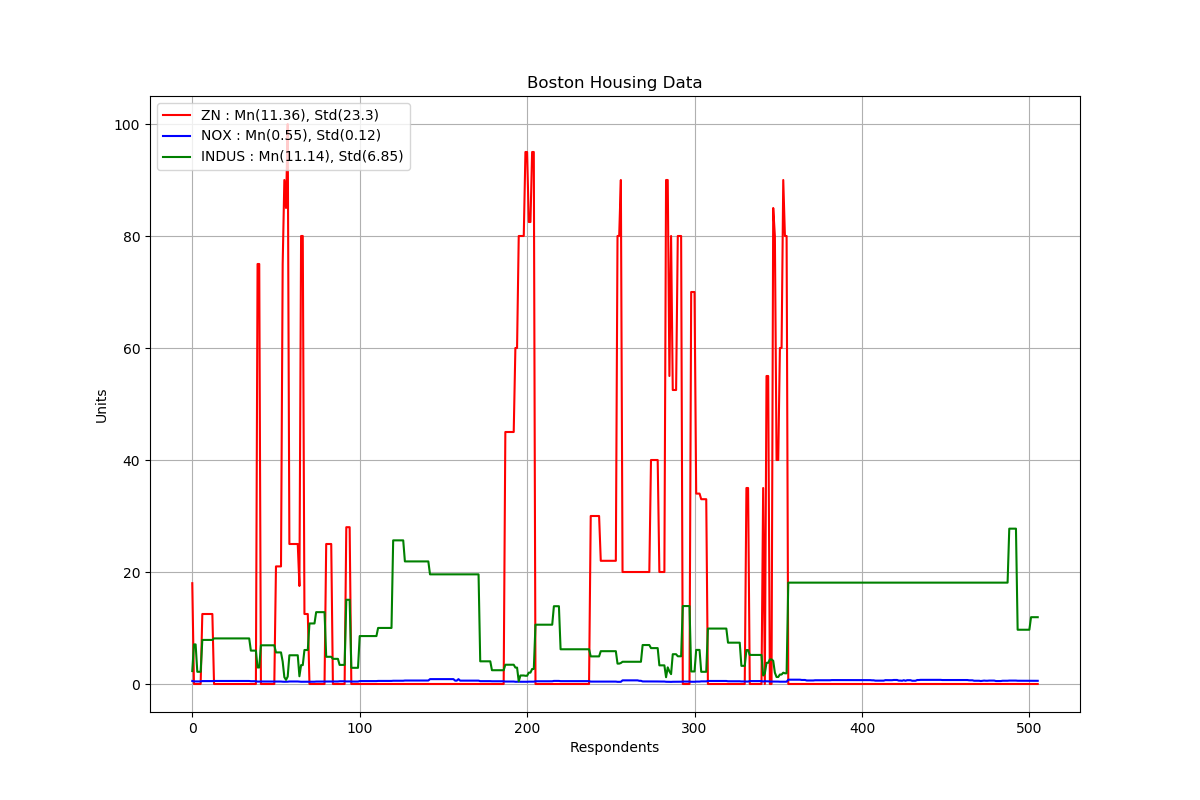 Boston Housing Data
ZN : Mn(11.36), Std(23.3)
NOX : Mn(0.55), Std(0.12)
INDUS : Mn(11.14), Std(6.85)
100
80
60
40
20
0
Units
0 100 200 300 400 500
Respondents